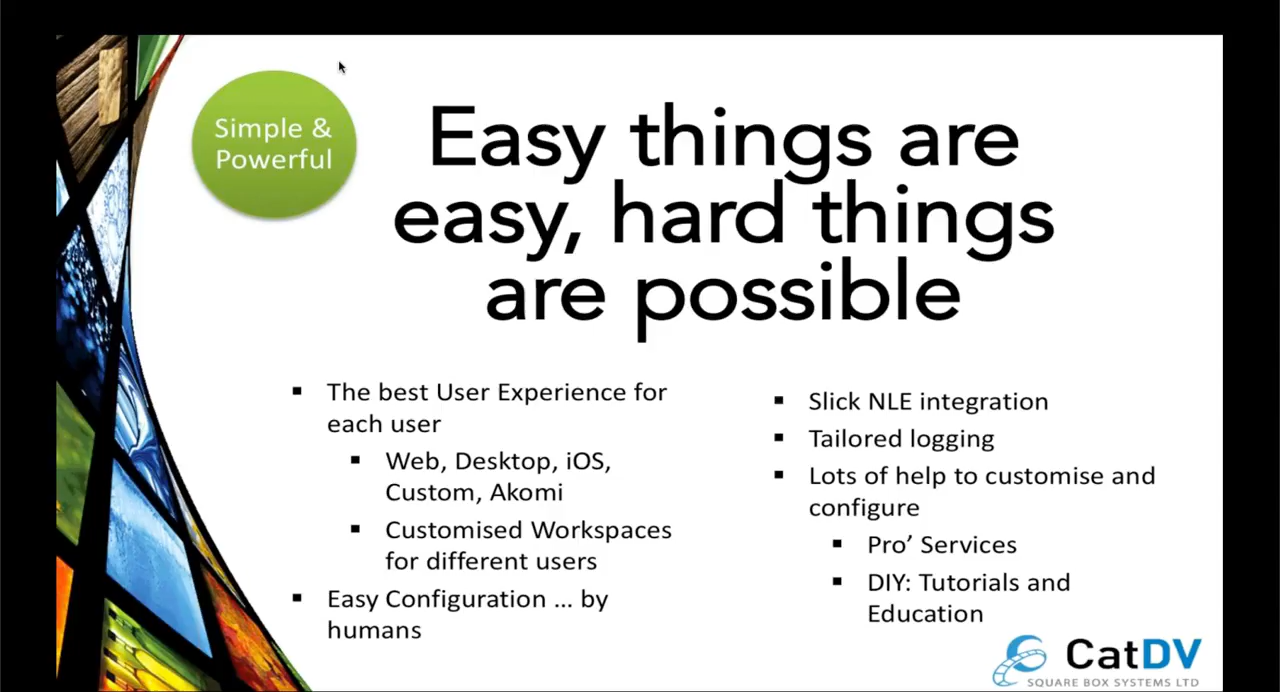 Simple &
Powerful
Easy things are
easy, hard things
are possible
▪ The best User Experience for
each user
▪ Web, Desktop, iOS,
Custom, Akomi
▪ Customised Workspaces
for different users
▪ Easy Configuration ... by
humans
▪ Slick NLE integration
▪ Tailored logging
▪ Lots of help to customise and
configure
▪ Pro’ Services
▪ DIY: Tutorials and
Education
CatDV
SQUARE BOX SYSTEMS LTD